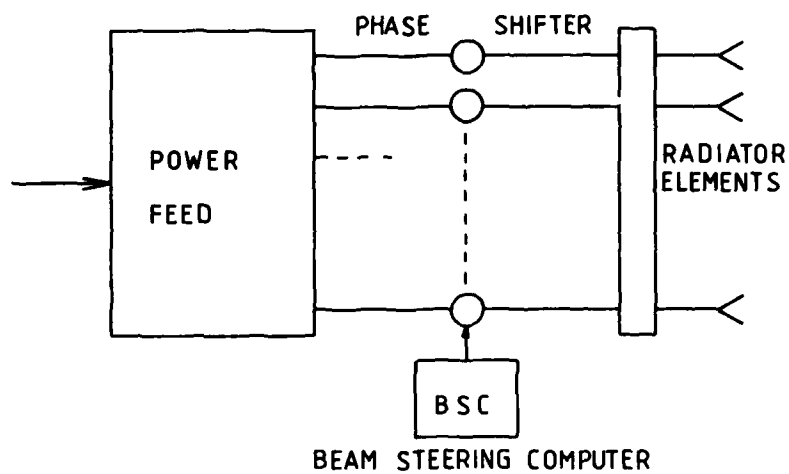 PHASE SHIFTER
POWER
FEED
RADIATOR
ELEMENTS
BSC
BEAM STEERING COMPUTER